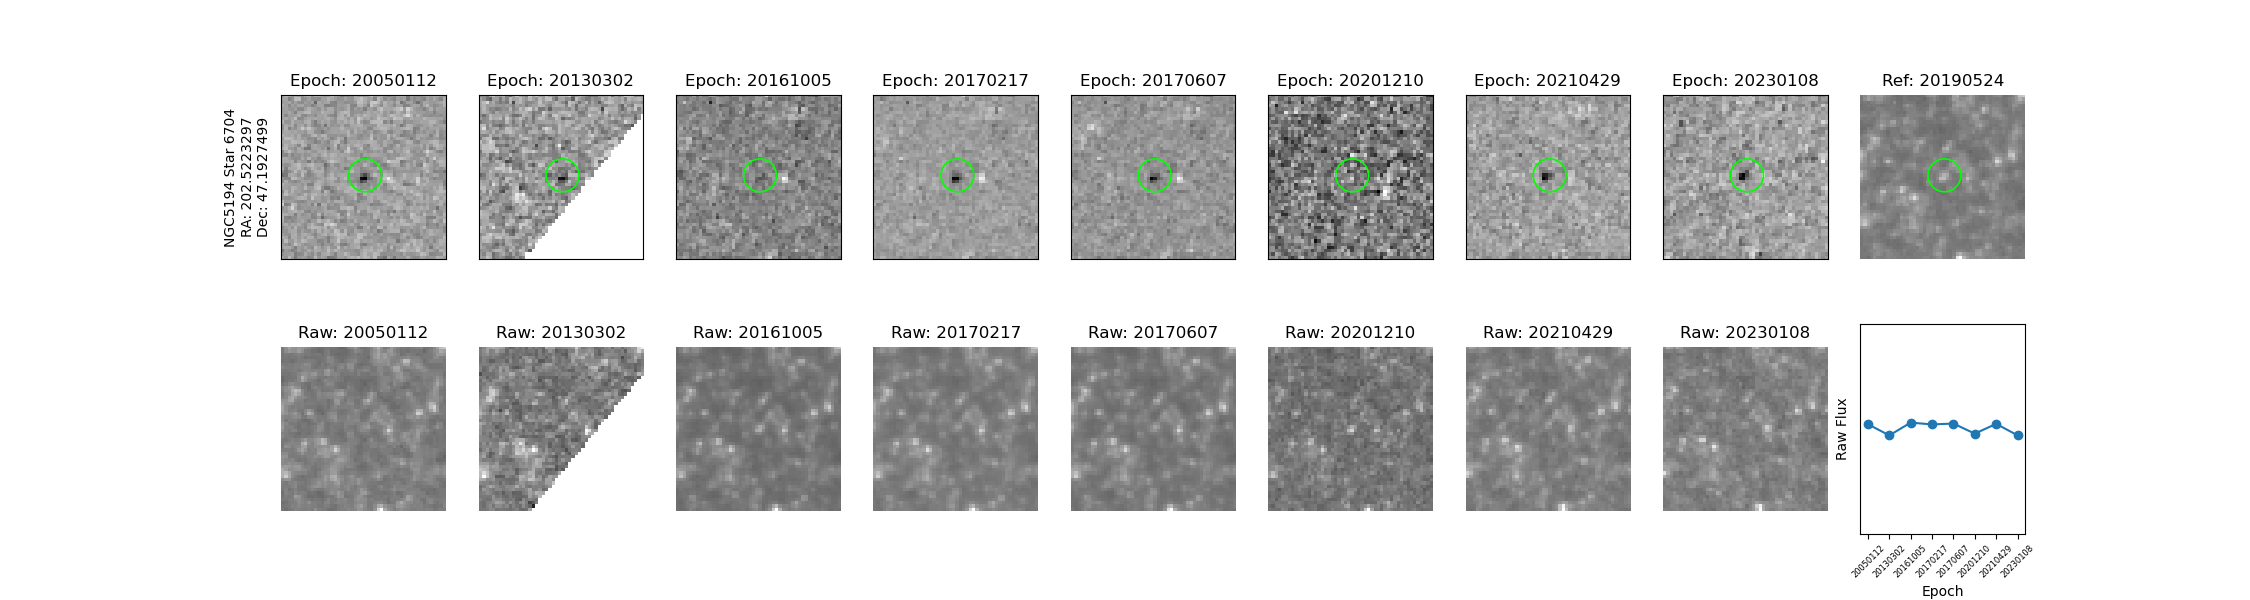 NGC5194 Star 6704
RA: 202.5223297
Dec: 47.1927499
Epoch: 20050112
Epoch: 20130302
Epoch: 20161005
Epoch: 20170217
Epoch: 20170607
Epoch: 20201210
Epoch: 20210429
Epoch: 20230108
Ref: 20190524
Raw: 20050112
Raw: 20130302
Raw: 20161005
Raw: 20170217
Raw: 20170607
Raw: 20201210
Raw: 20210429
Raw: 20230108
Raw Flux
20050112
20130302
20161005
20170217
20170607
20201210
20210429
20230108
Epoch